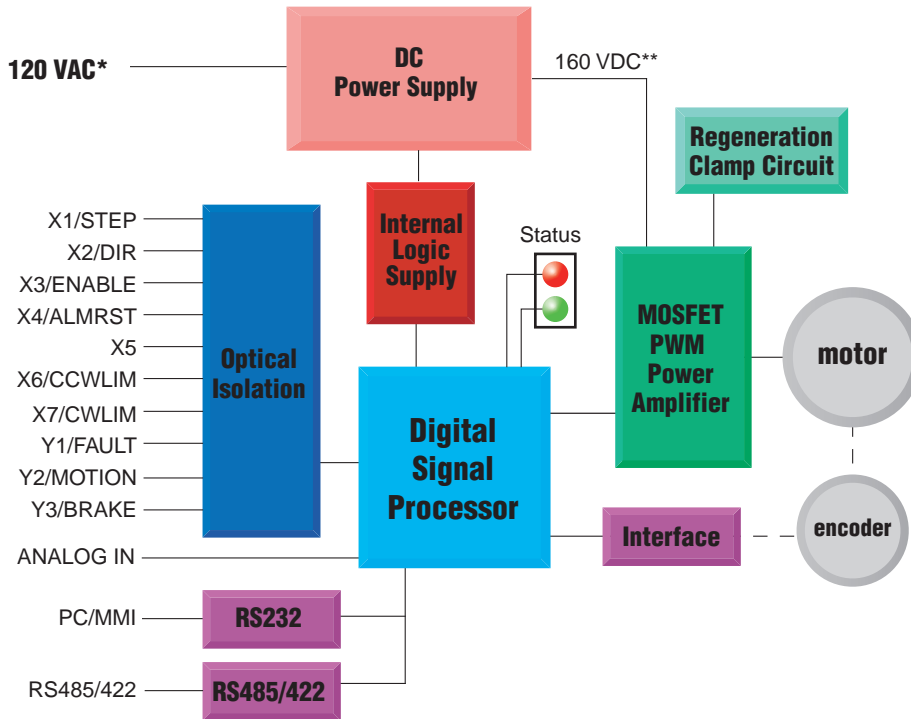 120 VAC*
DC
Power Supply
160 VDC**
Regeneration
Clamp Circuit
X1/STEP
X2/DIR
X3/ENABLE
X4/ALMRST
X5
X6/CCWLIM
X7/CWLIM
Y1/FAULT
Y2/MOTION
Y3/BRAKE
ANALOG IN
Optical
Isolation
Internal
Logic
Supply
Status
MOSFET
PWM
Power
Amplifier
motor
Digital
Signal
Processor
Interface
encoder
PC/MMI
RS232
RS485/422
RS485/422